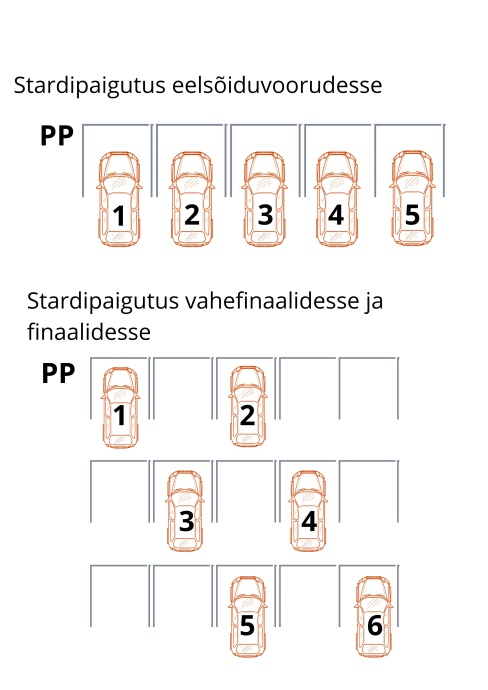 Stardipaigutus eelsõiduvoorudesse
PP
1 2 3 4 5
Stardipaigutus vahefinaalidesse ja
finaalidesse
PP
1 2
3 4
5 6